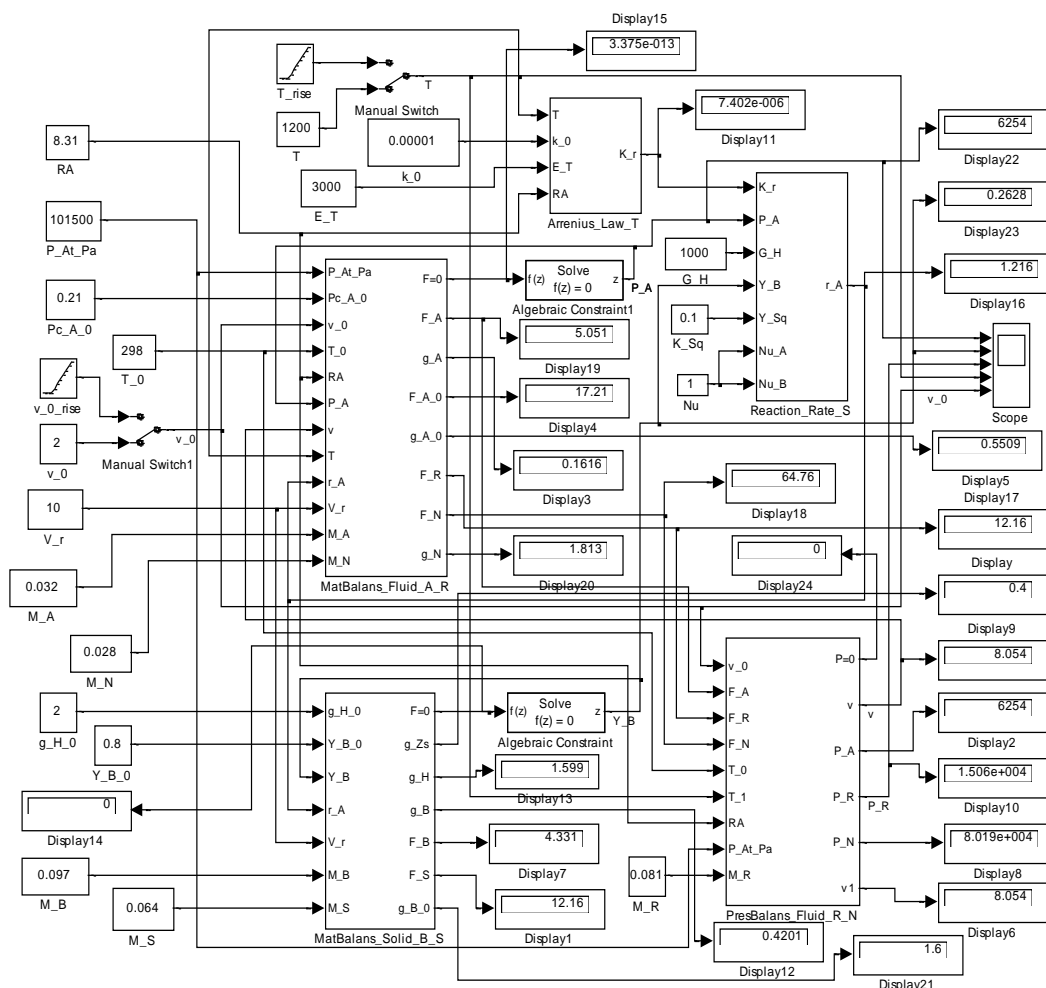 Display15
3.375e-013
T_rise
T
Manual Switch
1200
T
0.00001
k_0
3000
E_T
8.31
RA
T
k_0
E_T
RA
K_r
Arrenius_Law_T
7.402e-006
Display11
6254
Display22
0.2628
Display23
1.216
Display16
101500
P_At_Pa
0.21
Pc_A_0
298
T_0
v_0_rise
v_0
Manual Switch1
2
v_0
10
V_r
0.032
M_A
0.028
M_N
P_At_Pa
Pc_A_0
v_0
T_0
RA
P_A
v
T
r_A
V_r
M_A
M_N
F=0
F_A
g_A
F_A_0
g_A_0
F_R
F_N
g_N
MatBalans_Fluid_A_R
f(z)
Solve
f(z) = 0
z
P_A
Algebraic Constraint1
5.051
Display19
17.21
Display4
0.1616
Display3
1.813
Display20
1000
G_H
0.1
K_Sq
1
Nu
K_r
P_A
G_H
Y_B
Y_Sq
Nu_A
Nu_B
r_A
Reaction_Rate_S
v_0
Scope
0.5509
Display5
64.76
Display18
Display17
12.16
Display
0
Display24
0.4
Display9
8.054
Display6
6254
Display2
1.506e+004
Display10
8.019e+004
Display8
8.054
Display6
2
g_H_0
0.8
Y_B_0
0
Display14
0.097
M_B
0.064
M_S
g_H_0
Y_B_0
Y_B
r_A
V_r
M_B
M_S
F=0
g_Zs
g_H
g_B
F_B
F_S
g_B_0
MatBalans_Solid_B_S
f(z)
Solve
f(z) = 0
z
Y_B
Algebraic Constraint
1.599
Display13
4.331
Display7
12.16
Display1
0.081
M_R
v_0
F_A
F_R
F_N
T_0
T_1
RA
P_At_Pa
M_R
P=0
v
P_A
P_R
P_N
v1
v
P_R
PresBalans_Fluid_R_N
0.4201
Display12
1.6
Display21